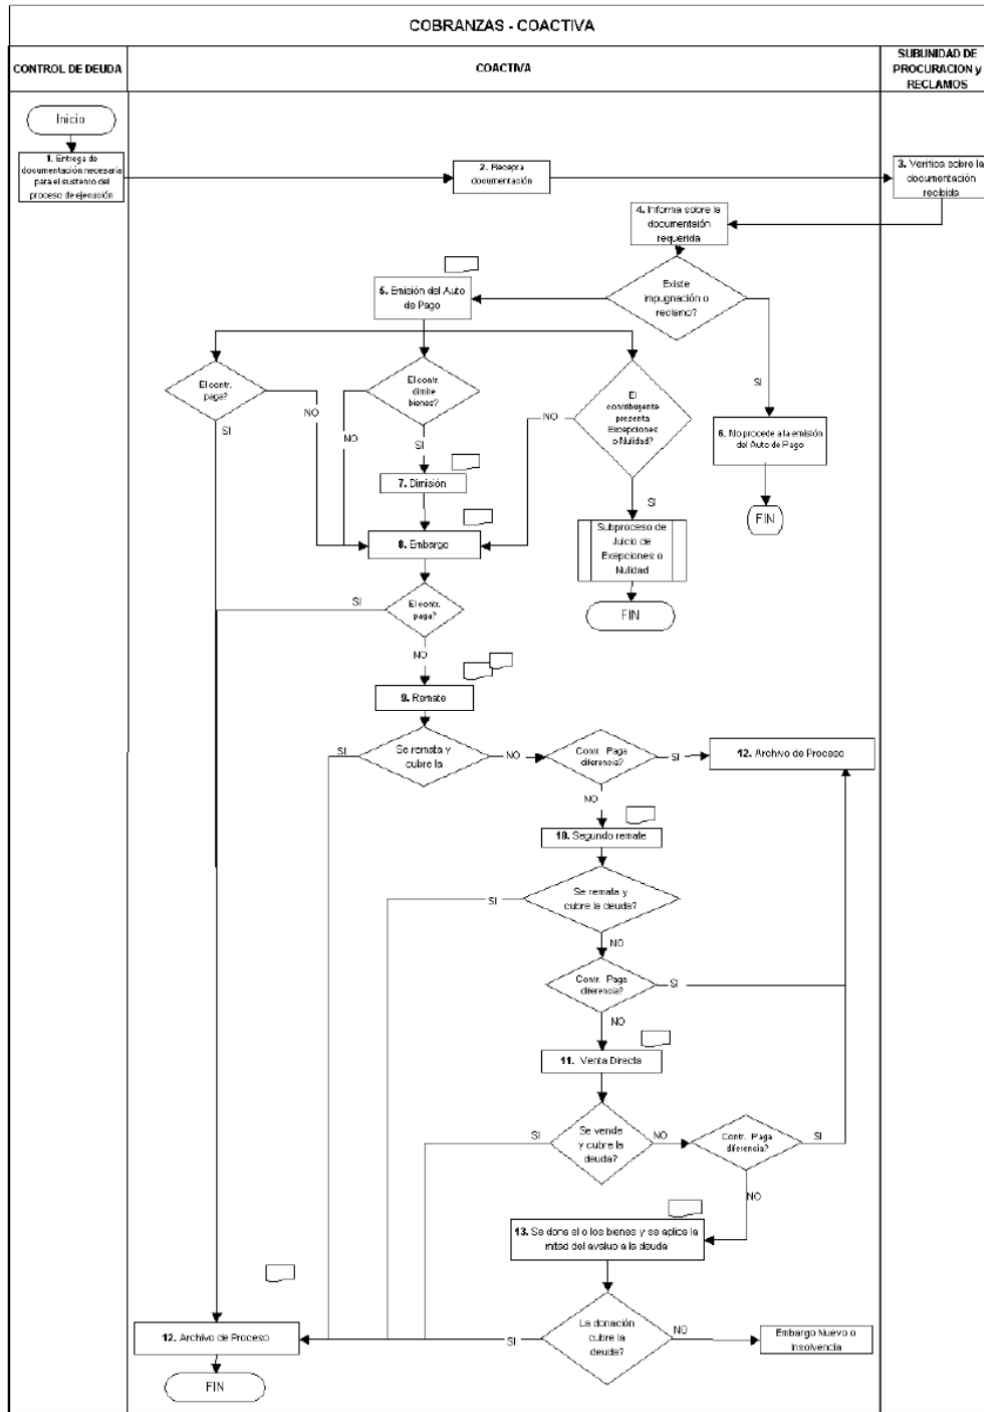 COBRANZAS - COACTIVA
CONTROL DE DEUDA
COACTIVA
SUBUNIDAD DE
PROCURACION y
RECLAMOS
Inicio
1. Entrega de
documentación necesaria
para el sustento del
proceso de ejecución
2. Recepta
documentación
3. Verifica sobre la
documentación
recibida
4. Informa sobre la
documentación
requerida
Existe
impugnación o
reclamo?
5. Emisión del Auto
de Pago
SI
6. No procede a la emisión
del Auto de Pago
FIN
El contr.
paga?
NO
SI
El contr.
dimite
bienes?
NO
SI
El
contribuyente
presenta
Excepciones
o Nulidad?
NO
SI
7. Dimisión
8. Embargo
Subproceso de
Juicio de
Exepciones o
Nulidad
FIN
El contr.
paga?
SI
NO
9. Remate
Se remata y
cubre la
SI
NO
Contr. Paga
diferencia?
SI
12. Archivo de Proceso
NO
10. Segundo remate
Se remata y
cubre la deuda?
SI
NO
Contr. Paga
diferencia?
SI
NO
11. Venta Directa
Se vende
y cubre la
deuda?
SI
NO
Contr. Paga
diferencia?
SI
NO
13. Se dona el o los bienes y se aplica la
mitad del avaluo a la deuda
La donación
cubre la
deuda?
SI
NO
Embargo Nuevo o
Insolvencia
12. Archivo de Proceso
FIN